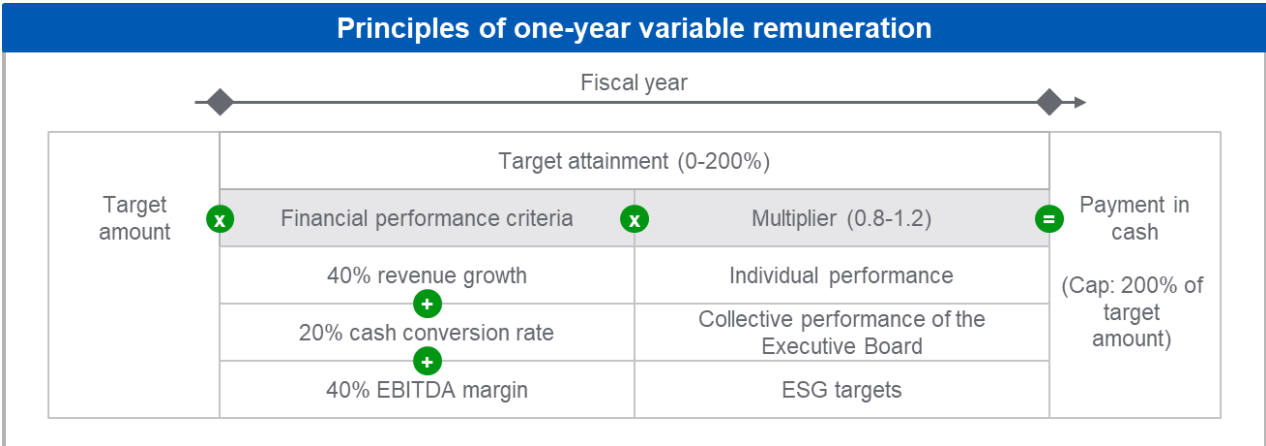 Principles of one-year variable remuneration
Fiscal year
Target attainment (0-200%)
Target
amount
x
Financial performance criteria
x
Multiplier (0.8-1.2)
=
Payment in
cash
(Cap: 200% of
target
amount)
40% revenue growth
Individual performance
+
20% cash conversion rate
Collective performance of the
Executive Board
+
40% EBITDA margin
ESG targets